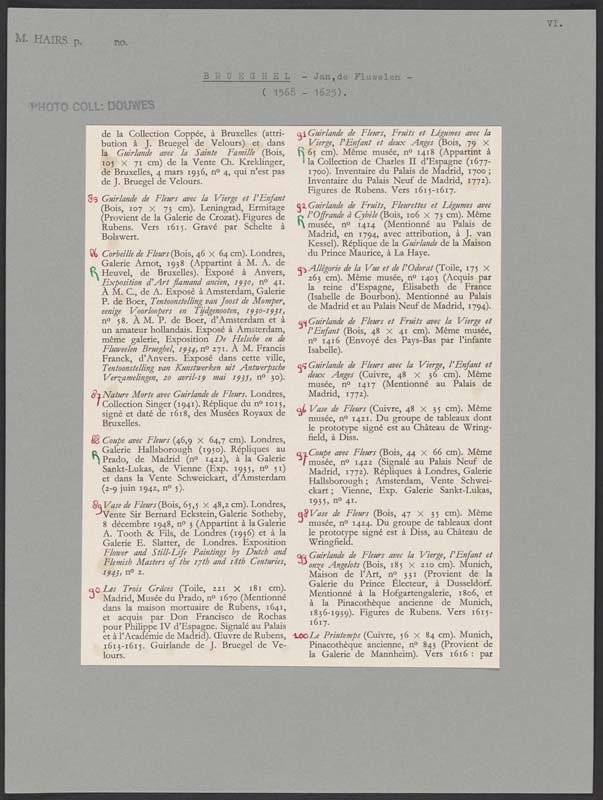 VI.
M. HAIRS p. no.
BRUEGHEL - Jan, de Fluwelen -
( 1568 - 1625).
PHOTO COLL: DOUWES
de la Collection Coppée, à Bruxelles (attri-
bution à J. Bruegel de Velours) et dans
la Guirlande avec la Sainte Famille (Bois,
105 × 71 cm) de la Vente Ch. Kreklinger,
de Bruxelles, 4 mars 1936, nº 4, qui n'est pas
de J. Bruegel de Velours.
85 Guirlande de Fleurs avec la Vierge et l'Enfant
(Bois, 107 × 73 cm). Leningrad, Ermitage
(Provient de la Galerie de Crozat). Figures de
Rubens. Vers 1615. Gravé par Schelte à
Bolswert.
86 Corbeille de Fleurs (Bois, 46 × 64 cm). Londres,
Galerie Arnot, 1938 (Appartint à M. A. de
R Heuvel, de Bruxelles). Exposé à Anvers,
Exposition d'Art flamand ancien, 1930, nº 41.
À M. C., de A. Exposé à Amsterdam, Galerie
P. de Boer, Tentoonstelling van Joost de Momper,
eenige Voorloopers en Tijdgenooten, 1930-1931,
nº 58. À M. P. de Boer, d'Amsterdam et à
un amateur hollandais. Exposé à Amsterdam,
même galerie, Exposition De Helsche en de
Fluweelen Brueghel, 1934, nº 271. À M. Francis
Franck, d'Anvers. Exposé dans cette ville,
Tentoonstelling van Kunstwerken uit Antwerpsche
Verzamelingen, 20 avril-19 mai 1935, nº 30).
87 Nature Morte avec Guirlande de Fleurs. Londres,
Collection Singer (1941). Réplique du nº 1015,
signé et daté de 1618, des Musées Royaux de
Bruxelles.
88 Coupe avec Fleurs (46,9 × 64,7 cm). Londres,
Galerie Hallsborough (1950). Répliques au
R Prado, de Madrid (nº 1422), à la Galerie
Sankt-Lukas, de Vienne (Exp. 1935, nº 51)
et dans la Vente Schweickart, d'Amsterdam
(2-9 juin 1942, nº 5).
89 Vase de Fleurs (Bois, 65,5 × 48,2 cm). Londres,
Vente Sir Bernard Eckstein, Galerie Sotheby,
8 décembre 1948, nº 3 (Appartint à la Galerie
A. Tooth & Fils, de Londres (1936) et à la
Galerie E. Slatter, de Londres. Exposition
Flower and Still-Life Paintings by Dutch and
Flemish Masters of the 17th and 18th Centuries,
1943, nº 2.
90 Les Trois Grâces (Toile, 221 × 181 cm).
Madrid, Musée du Prado, nº 1670 (Mentionné
dans la maison mortuaire de Rubens, 1641,
et acquis par Don Francisco de Rochas
pour Philippe IV d'Espagne. Signalé au Palais
et à l'Académie de Madrid). Œuvre de Rubens,
1613-1615. Guirlande de J. Bruegel de Ve-
lours.
91 Guirlande de Fleurs, Fruits et Légumes avec la
Vierge, l'Enfant et deux Anges (Bois, 79 ×
R 65 cm). Même musée, nº 1418 (Appartint à
la Collection de Charles II d'Espagne (1677-
1700). Inventaire du Palais de Madrid, 1700 ;
Inventaire du Palais Neuf de Madrid, 1772).
Figures de Rubens. Vers 1615-1617.
92 Guirlande de Fruits, Fleurettes et Légumes avec
l'Offrande à Cybèle (Bois, 106 × 73 cm). Même
R musée, nº 1414 (Mentionné au Palais de
Madrid, en 1794, avec attribution, à J. van
Kessel). Réplique de la Guirlande de la Maison
du Prince Maurice, à La Haye.
93 Allégorie de la Vue et de l'Odorat (Toile, 175 ×
263 cm). Même musée, nº 1403 (Acquis par
la reine d'Espagne, Élisabeth de France
(Isabelle de Bourbon). Mentionné au Palais
de Madrid et au Palais Neuf de Madrid, 1794).
94 Guirlande de Fleurs et Fruits avec la Vierge et
l'Enfant (Bois, 48 × 41 cm). Même musée,
nº 1416 (Envoyé des Pays-Bas par l'infante
Isabelle).
95 Guirlande de Fleurs avec la Vierge, l'Enfant et
deux Anges (Cuivre, 48 × 36 cm). Même
musée, nº 1417 (Mentionné au Palais de
Madrid, 1772).
96 Vase de Fleurs (Cuivre, 48 × 35 cm). Même
musée, nº 1421. Du groupe de tableaux dont
le prototype signé est au Château de Wring-
field, à Diss.
97 Coupe avec Fleurs (Bois, 44 × 66 cm). Même
musée, nº 1422 (Signalé au Palais Neuf de
Madrid, 1772). Répliques à Londres, Galerie
Hallsborough ; Amsterdam, Vente Schwei-
ckart ; Vienne, Exp. Galerie Sankt-Lukas,
1935, nº 41.
98 Vase de Fleurs (Bois, 47 × 35 cm). Même
musée, nº 1424. Du groupe de tableaux dont
le prototype signé est à Diss, au Château de
Wringfield.
99 Guirlande de Fleurs avec la Vierge, l'Enfant et
onze Angelots (Bois, 185 × 210 cm). Munich,
Maison de l'Art, nº 331 (Provient de la
Galerie du Prince Électeur, à Dusseldorf.
Mentionné à la Hofgartengalerie, 1806, et
à la Pinacothèque ancienne de Munich,
1836-1939). Figures de Rubens. Vers 1615-
1617.
100 Le Printemps (Cuivre, 56 × 84 cm). Munich,
Pinacothèque ancienne, nº 843 (Provient de
la Galerie de Mannheim). Vers 1616 : par